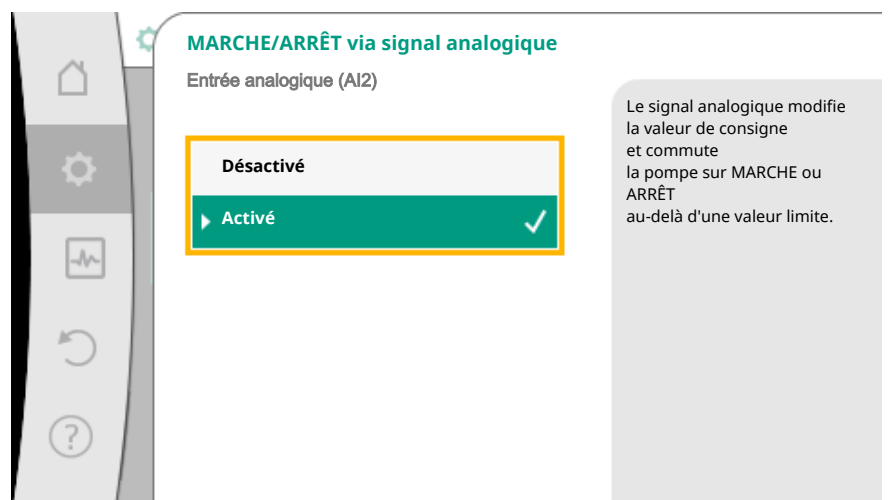 MARCHE/ARRÊT via signal analogique
Entrée analogique (AI2)
Désactivé
Activé
Le signal analogique modifie
la valeur de consigne
et commute
la pompe sur MARCHE ou
ARRÊT
au-delà d'une valeur limite.